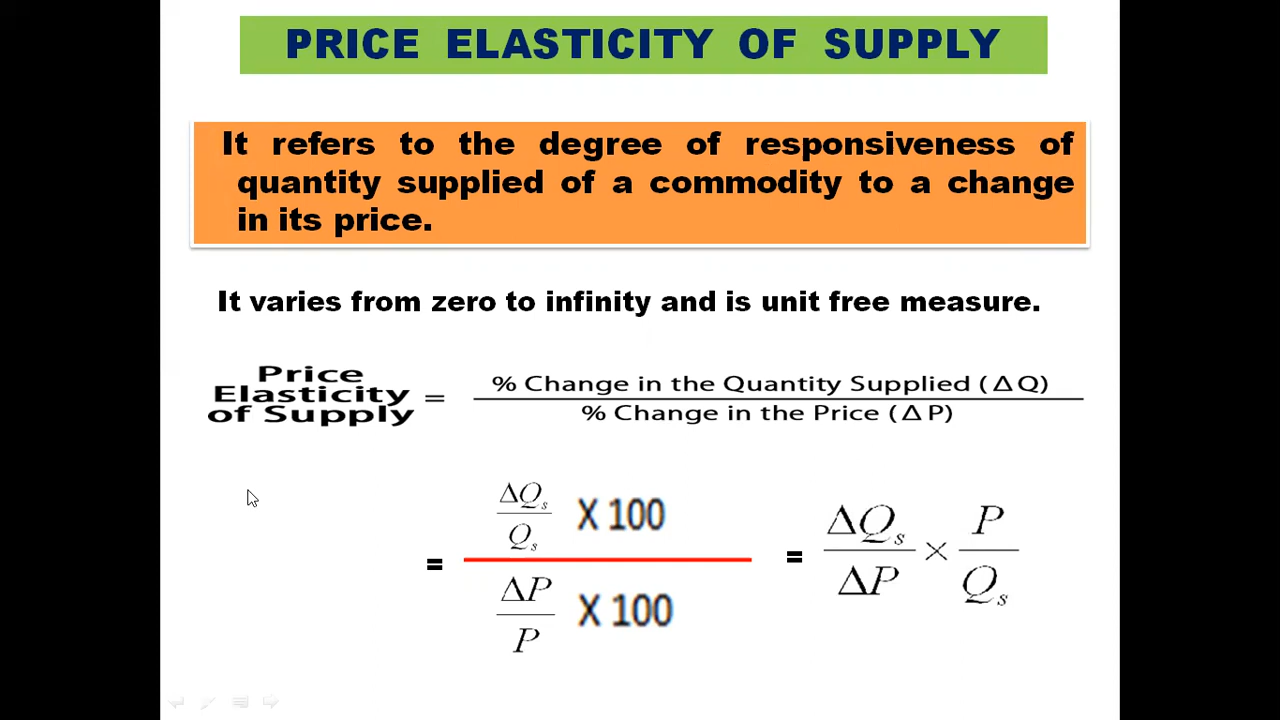 PRICE ELASTICITY OF SUPPLY
It refers to the degree of responsiveness of
quantity supplied of a commodity to a change
in its price.
It varies from zero to infinity and is unit free measure.
Price
Elasticity
of Supply
=
% Change in the Quantity Supplied (ΔQ)
% Change in the Price (ΔP)
=
ΔQs
Qs
X 100
ΔP
P
X 100
=
ΔQs
ΔP
×
P
Qs